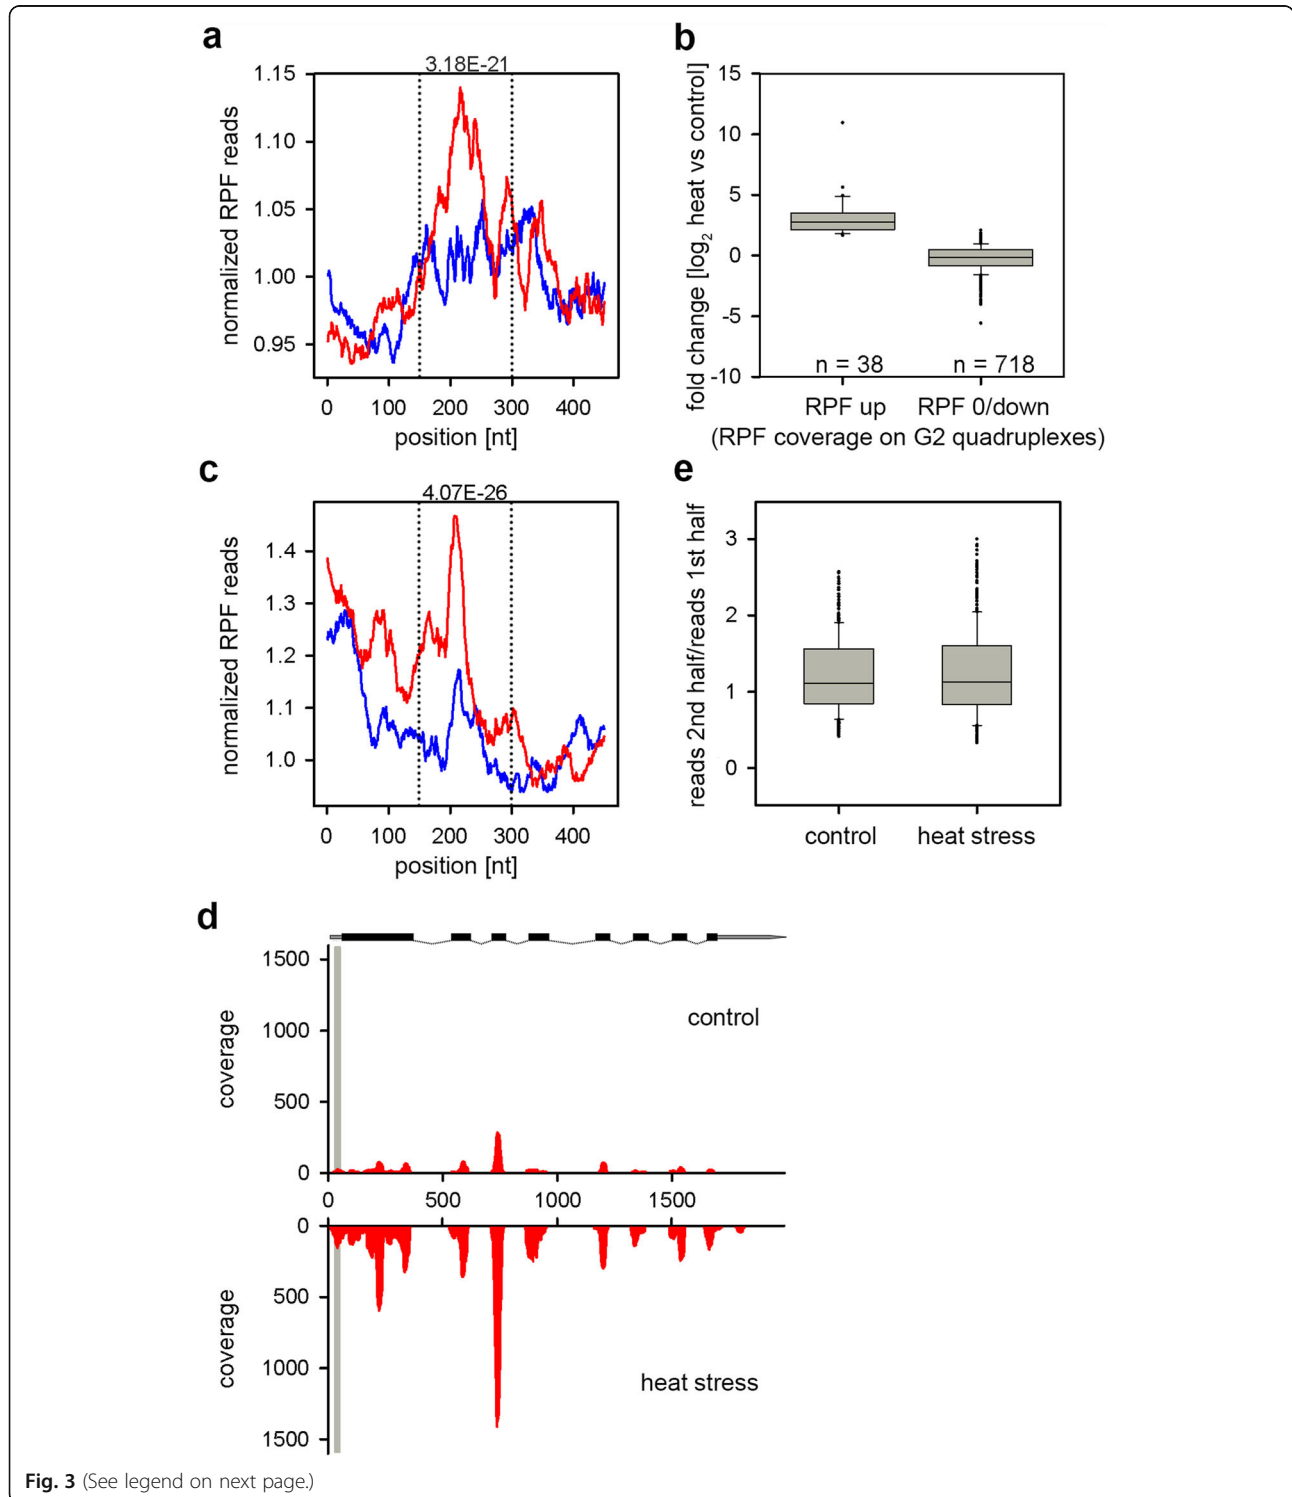 a
3.18E-21
1.15
1.10
1.05
1.00
0.95
normalized RPF reads
0 100 200 300 400
position [nt]
b
15
10
5
0
-5
-10
fold change [log2 heat vs control]
n = 38 n = 718
RPF up RPF 0/down
(RPF coverage on G2 quadruplexes)
c
4.07E-26
1.4
1.3
1.2
1.1
1.0
normalized RPF reads
0 100 200 300 400
position [nt]
e
3
2
1
0
reads 2nd half/reads 1st half
control heat stress
d
1500
1000
500
0
coverage
control
0 500 1000 1500
0
500
1000
1500
coverage
heat stress
Fig. 3 (See legend on next page.)